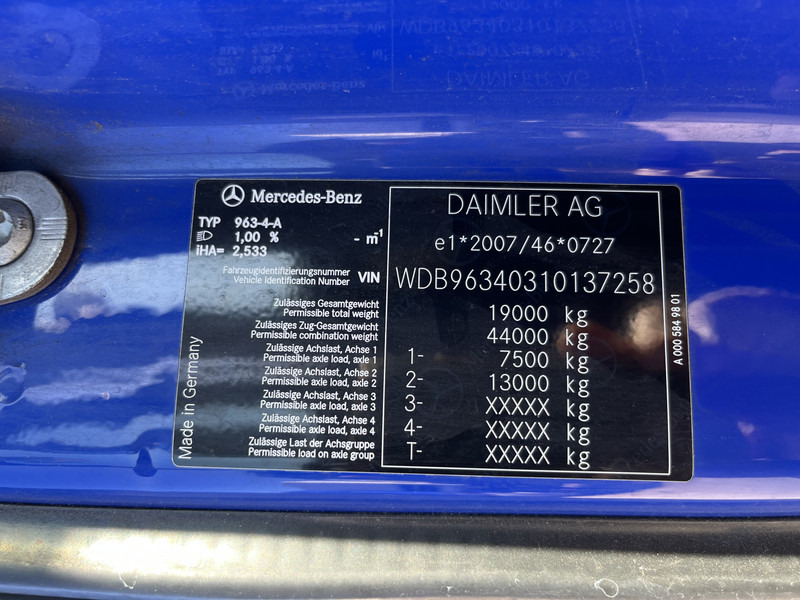 Mercedes-Benz
TYP 963-4-A
1,00 % - m⁻¹
iHA= 2,533
Fahrzeugidentifizierungsnummer
Vehicle Identification Number
VIN
Zulässiges Gesamtgewicht
Permissible total weight
Zulässiges Zug-Gesamtgewicht
Permissible combination weight
Zulässige Achslast, Achse 1
Permissible axle load, axle 1
Zulässige Achslast, Achse 2
Permissible axle load, axle 2
Zulässige Achslast, Achse 3
Permissible axle load, axle 3
Zulässige Achslast, Achse 4
Permissible axle load, axle 4
Zulässige Last der Achsgruppe
Permissible load on axle group
Made in Germany
DAIMLER AG
e1*2007/46*0727
WDB96340310137258
19000 kg
44000 kg
1- 7500 kg
2- 13000 kg
3- XXXXX kg
4- XXXXX kg
T- XXXXX kg
A 000 584 98 01